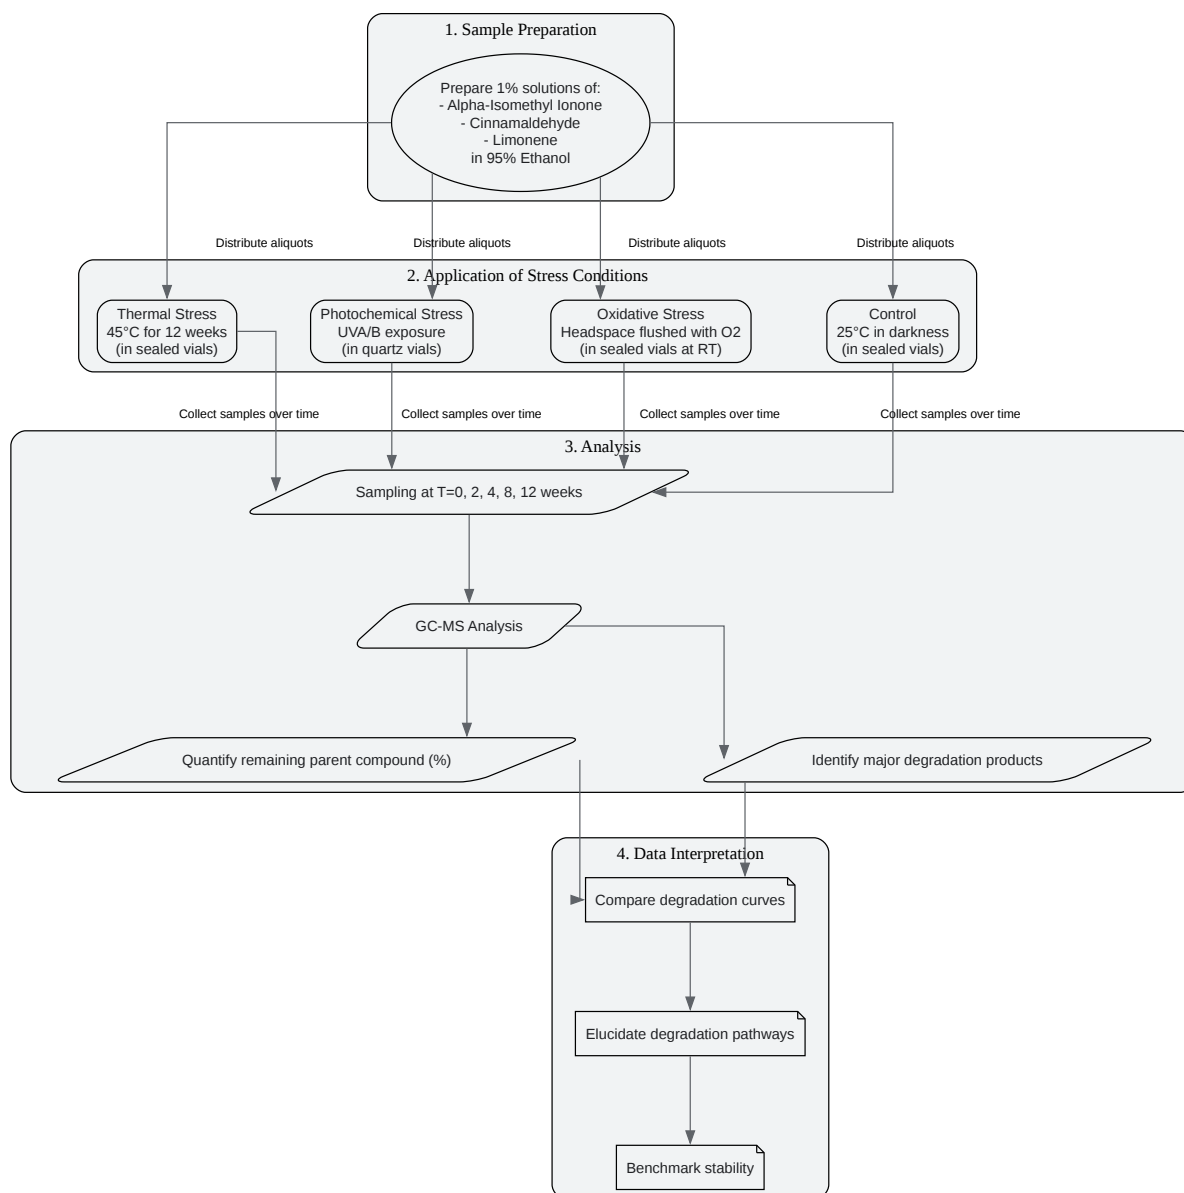 1. Sample Preparation
Prepare 1% solutions of:
- Alpha-Isomethyl Ionone
- Cinnamaldehyde
- Limonene
in 95% Ethanol
Distribute aliquots
Distribute aliquots
Distribute aliquots
Distribute aliquots
2. Application of Stress Conditions
Thermal Stress
45°C for 12 weeks
(in sealed vials)
Photochemical Stress
UVA/B exposure
(in quartz vials)
Oxidative Stress
Headspace flushed with O2
(in sealed vials at RT)
Control
25°C in darkness
(in sealed vials)
Collect samples over time
Collect samples over time
Collect samples over time
Collect samples over time
3. Analysis
Sampling at T=0, 2, 4, 8, 12 weeks
GC-MS Analysis
Quantify remaining parent compound (%)
Identify major degradation products
4. Data Interpretation
Compare degradation curves
Elucidate degradation pathways
Benchmark stability